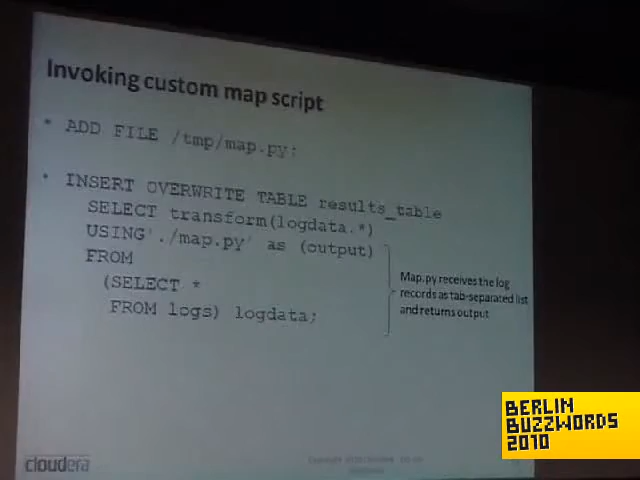 Invoking custom map script
• ADD FILE /tmp/map.py;
• INSERT OVERWRITE TABLE results_table
SELECT transform(logdata.*)
USING'./map.py' as (output)
FROM
(SELECT *
FROM logs) logdata;
Map.py receives the log
records as tab-separated list
and returns output
cloudera
BERLIN
BUZZWORDS
2010